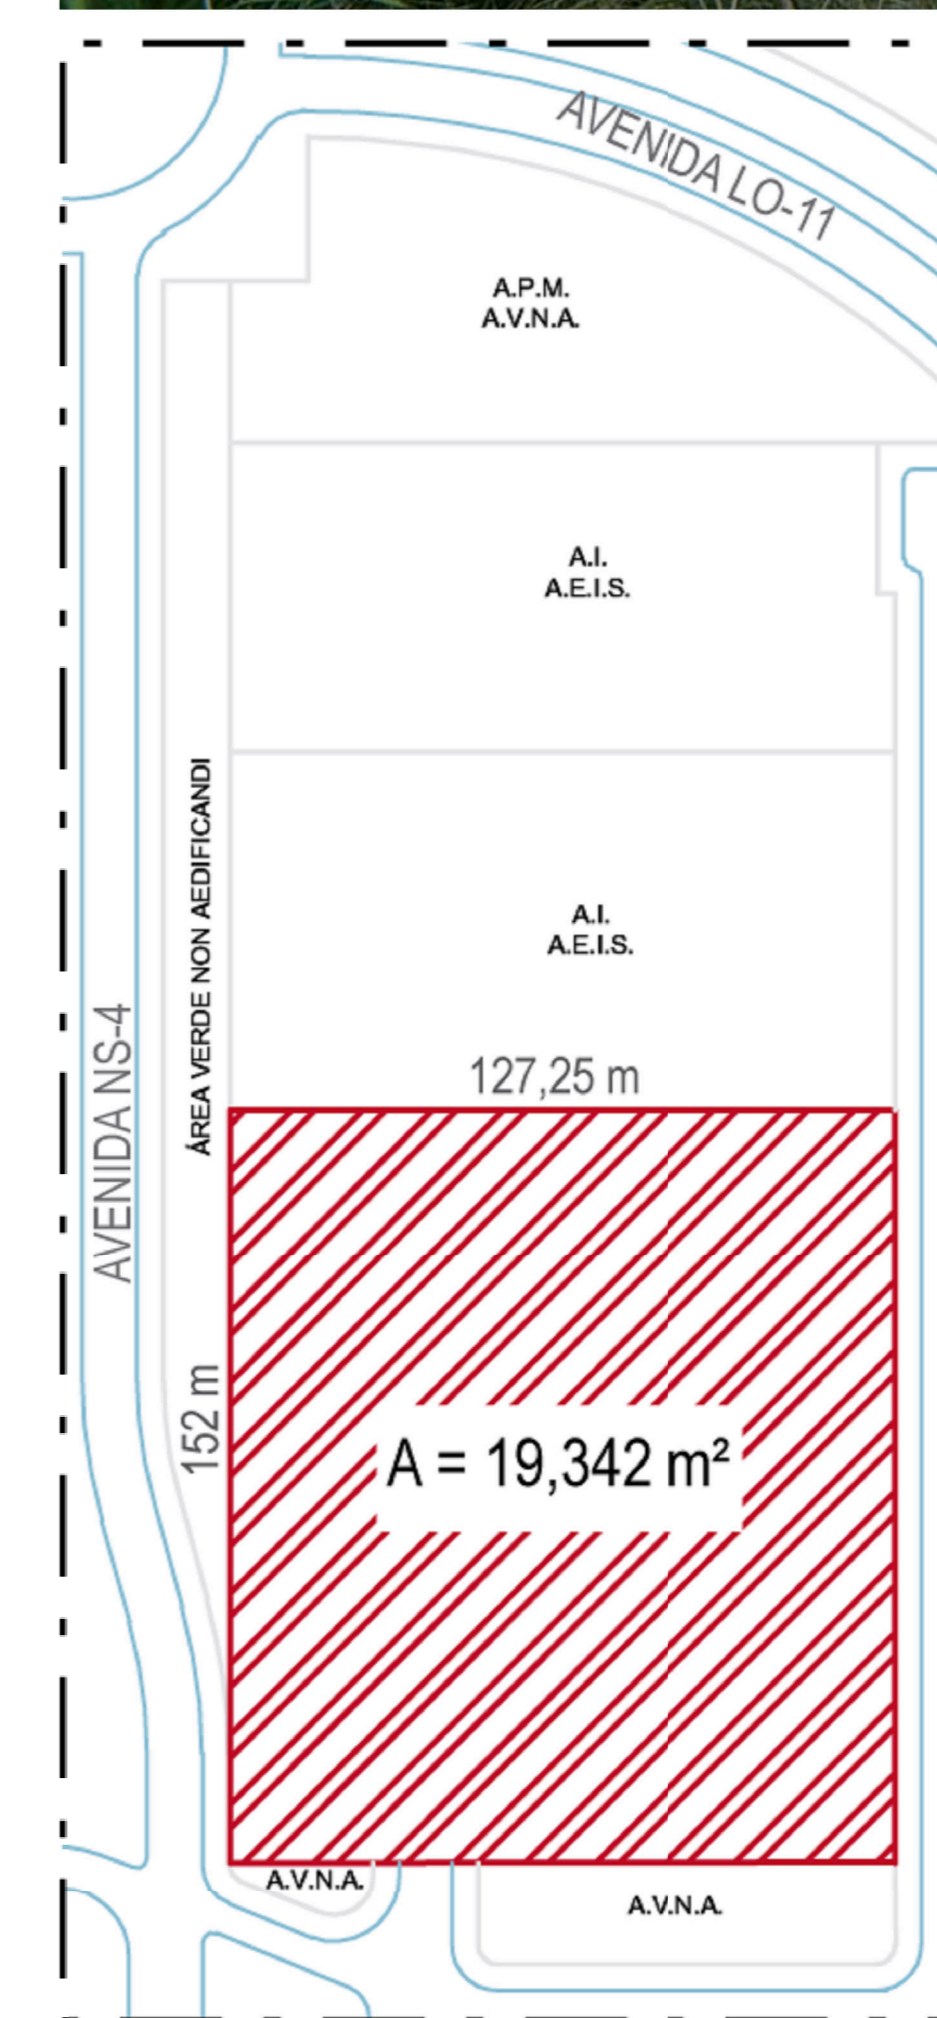 AVENIDA LO-11
A.P.M.
A.V.N.A.
A.I.
A.E.I.S.
ÁREA VERDE NON AEDIFICANDI
A.I.
A.E.I.S.
AVENIDA NS-4
127,25 m
152 m
A = 19,342 m²
A.V.N.A.
A.V.N.A.